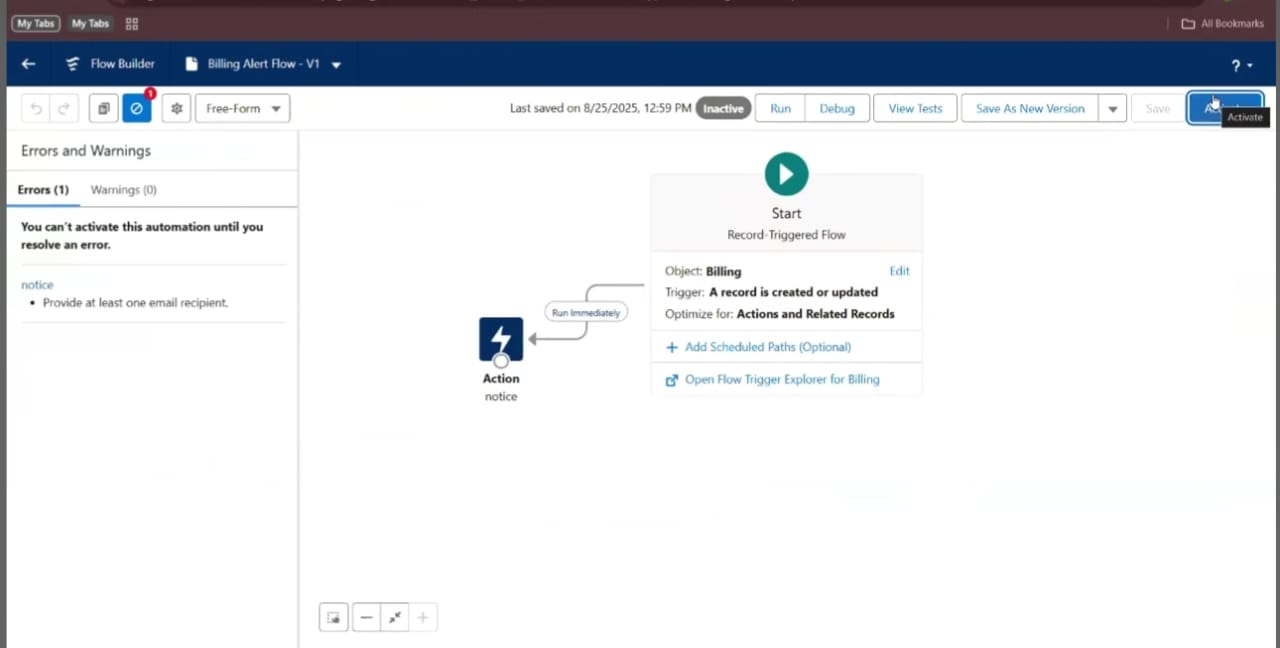 My Tabs My Tabs All Bookmarks
Flow Builder Billing Alert Flow - V1 ?
1
Free-Form Last saved on 8/25/2025, 12:59 PM Inactive Run Debug View Tests Save As New Version Save
Activate
Errors and Warnings
Errors (1) Warnings (0)
You can't activate this automation until you
resolve an error.
notice
• Provide at least one email recipient.
Start
Record-Triggered Flow
Object: Billing Edit
Trigger: A record is created or updated
Optimize for: Actions and Related Records
Add Scheduled Paths (Optional)
Open Flow Trigger Explorer for Billing
Run Immediately
Action
notice